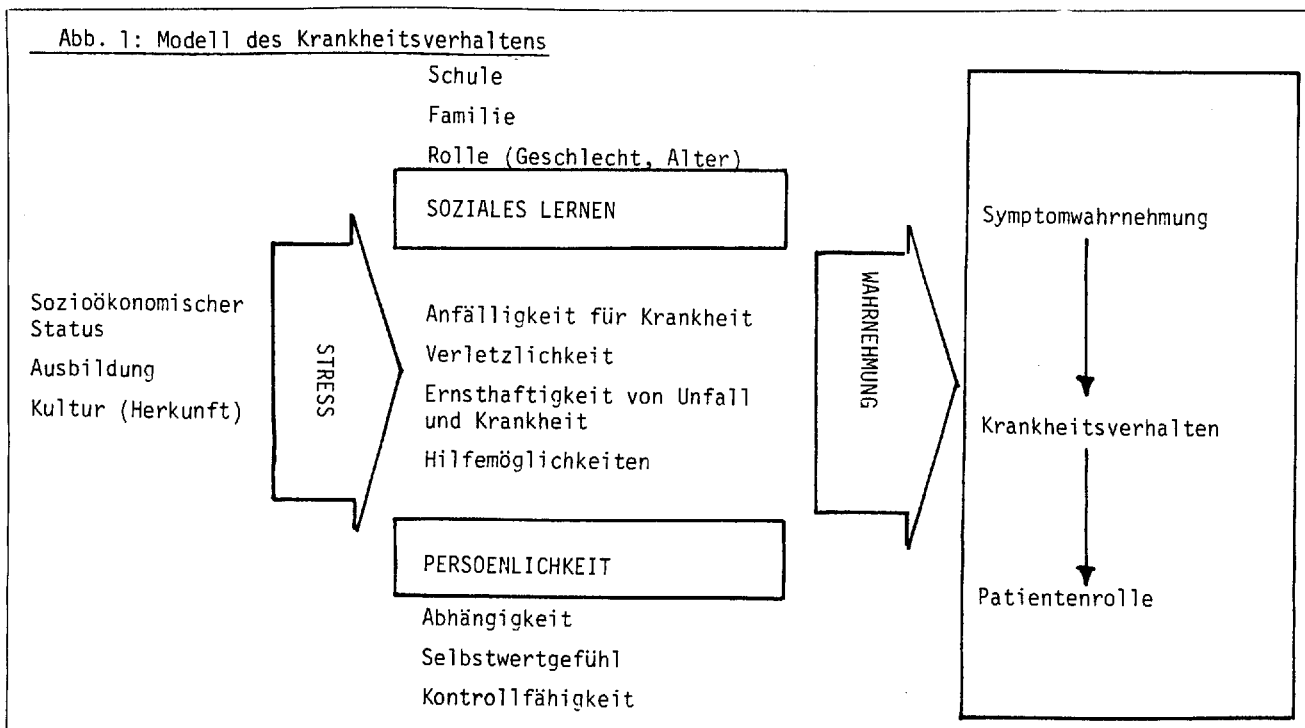 Abb. 1: Modell des Krankheitsverhaltens
Schule
Familie
Rolle (Geschlecht, Alter)
SOZIALES LERNEN
Sozioökonomischer
Status
Ausbildung
Kultur (Herkunft)
STRESS
Anfälligkeit für Krankheit
Verletzlichkeit
Ernsthaftigkeit von Unfall
und Krankheit
Hilfemöglichkeiten
PERSOENLICHKEIT
Abhängigkeit
Selbstwertgefühl
Kontrollfähigkeit
WAHRNEHMUNG
Symptomwahrnehmung
Krankheitsverhalten
Patientenrolle